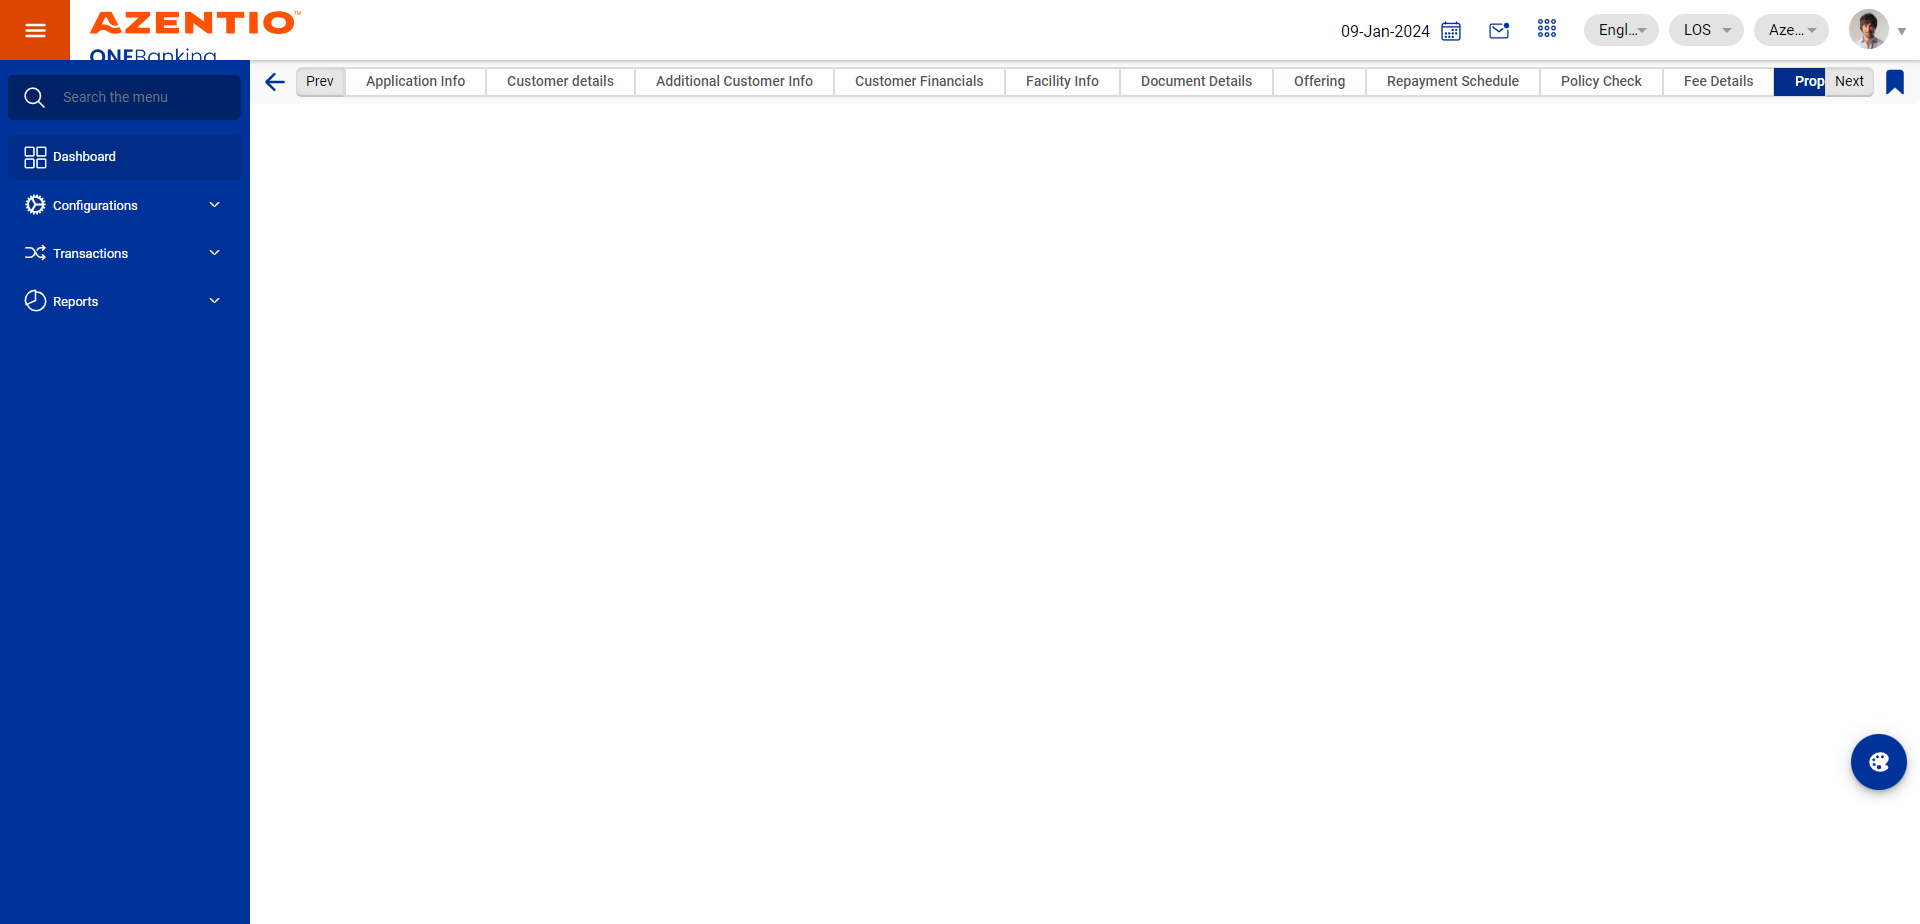 AZENTIO™
ONEBanking
09-Jan-2024
Engl...
LOS
Aze...
Search the menu
Dashboard
Configurations
Transactions
Reports
Prev
Application Info
Customer details
Additional Customer Info
Customer Financials
Facility Info
Document Details
Offering
Repayment Schedule
Policy Check
Fee Details
Prop
Next